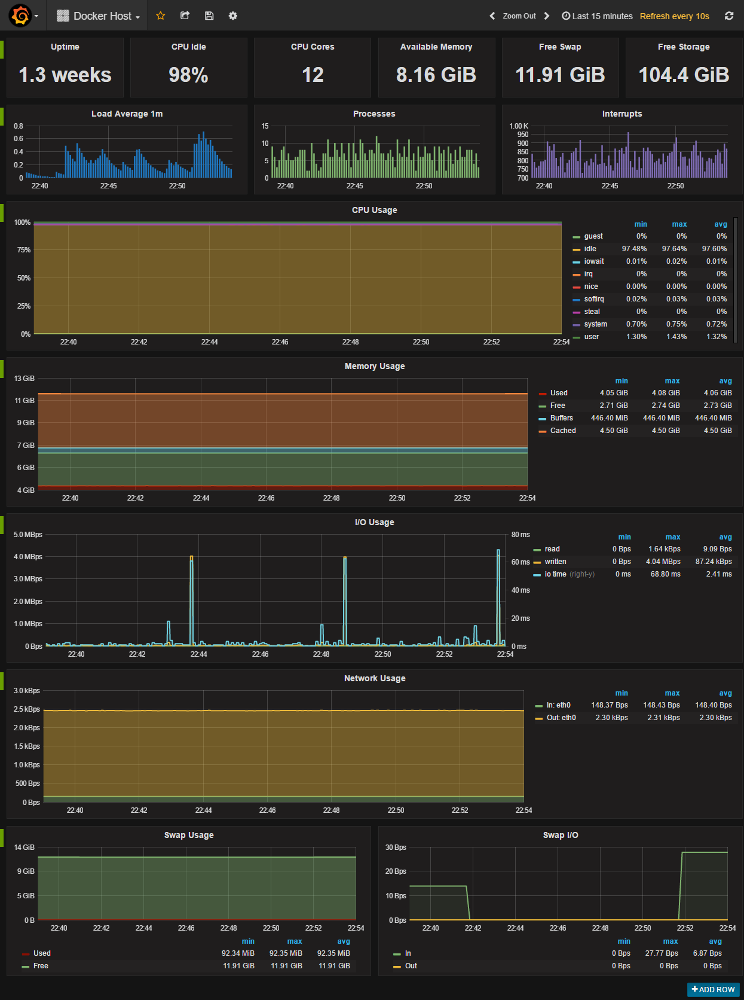 Docker Host
Zoom Out
Last 15 minutes Refresh every 10s
Uptime
1.3 weeks
CPU Idle
98%
CPU Cores
12
Available Memory
8.16 GiB
Free Swap
11.91 GiB
Free Storage
104.4 GiB
Load Average 1m
0.8
0.6
0.4
0.2
0
22:40 22:45 22:50
Processes
15
10
5
0
22:40 22:45 22:50
Interrupts
1.00 K
950
900
850
800
750
700
22:40 22:45 22:50
CPU Usage
100%
75%
50%
25%
0%
22:40 22:42 22:44 22:46 22:48 22:50 22:52 22:54
min max avg
guest 0% 0% 0%
idle 97.48% 97.64% 97.60%
iowait 0.01% 0.02% 0.01%
irq 0% 0% 0%
nice 0.00% 0.00% 0.00%
softirq 0.02% 0.03% 0.03%
steal 0% 0% 0%
system 0.70% 0.75% 0.72%
user 1.30% 1.43% 1.32%
Memory Usage
13 GiB
11 GiB
9 GiB
7 GiB
6 GiB
4 GiB
22:40 22:42 22:44 22:46 22:48 22:50 22:52 22:54
min max avg
Used 4.05 GiB 4.08 GiB 4.06 GiB
Free 2.71 GiB 2.74 GiB 2.73 GiB
Buffers 446.40 MiB 446.40 MiB 446.40 MiB
Cached 4.50 GiB 4.50 GiB 4.50 GiB
I/O Usage
5.0 MBps
4.0 MBps
3.0 MBps
2.0 MBps
1.0 MBps
0 Bps
80 ms
60 ms
40 ms
20 ms
0 ms
22:40 22:42 22:44 22:46 22:48 22:50 22:52 22:54
min max avg
read 0 Bps 1.64 kBps 9.09 Bps
written 0 Bps 4.04 MBps 87.24 kBps
io time (right-y) 0 ms 68.80 ms 2.41 ms
Network Usage
3.0 kBps
2.5 kBps
2.0 kBps
1.5 kBps
1.0 kBps
500 Bps
0 Bps
22:40 22:42 22:44 22:46 22:48 22:50 22:52 22:54
min max avg
In: eth0 148.37 Bps 148.43 Bps 148.40 Bps
Out: eth0 2.30 kBps 2.31 kBps 2.30 kBps
Swap Usage
14 GiB
9 GiB
5 GiB
0 B
22:40 22:42 22:44 22:46 22:48 22:50 22:52 22:54
min max avg
Used 92.34 MiB 92.35 MiB 92.35 MiB
Free 11.91 GiB 11.91 GiB 11.91 GiB
Swap I/O
30 Bps
20 Bps
10 Bps
0 Bps
22:40 22:42 22:44 22:46 22:48 22:50 22:52 22:54
min max avg
In 0 Bps 27.77 Bps 6.87 Bps
Out 0 Bps 0 Bps 0 Bps
ADD ROW